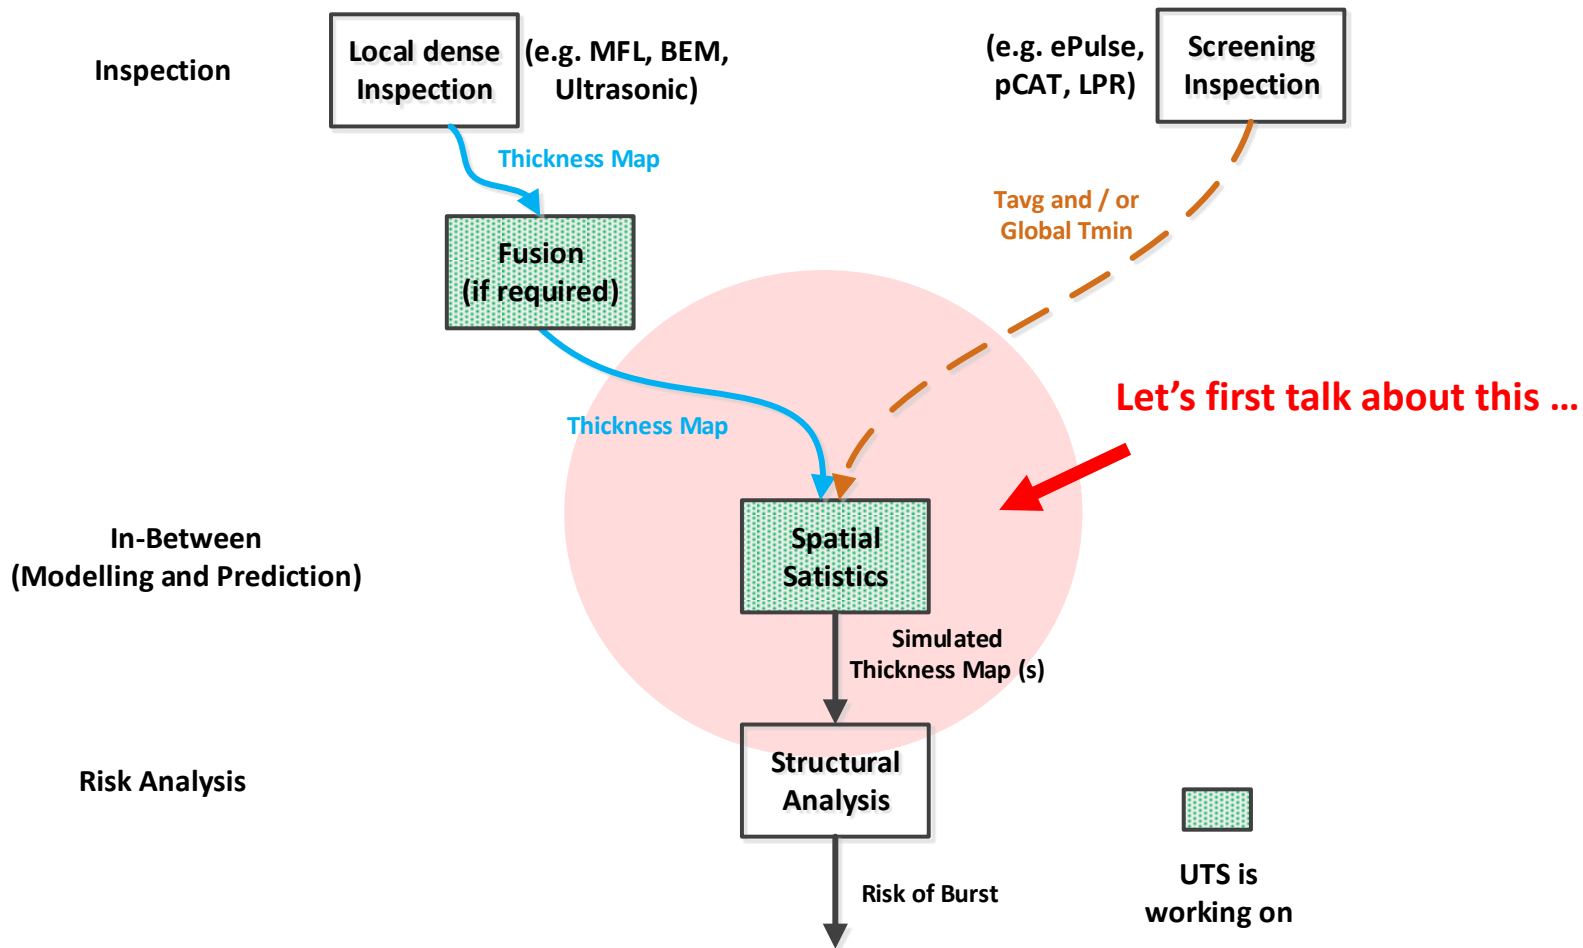 Inspection
Local dense
Inspection
(e.g. MFL, BEM,
Ultrasonic)
(e.g. ePulse,
pCAT, LPR)
Screening
Inspection
Thickness Map
Tavg and / or
Global Tmin
Fusion
(if required)
Let’s first talk about this ...
Thickness Map
In-Between
(Modelling and Prediction)
Spatial
Satistics
Simulated
Thickness Map (s)
Risk Analysis
Structural
Analysis
Risk of Burst
UTS is
working on